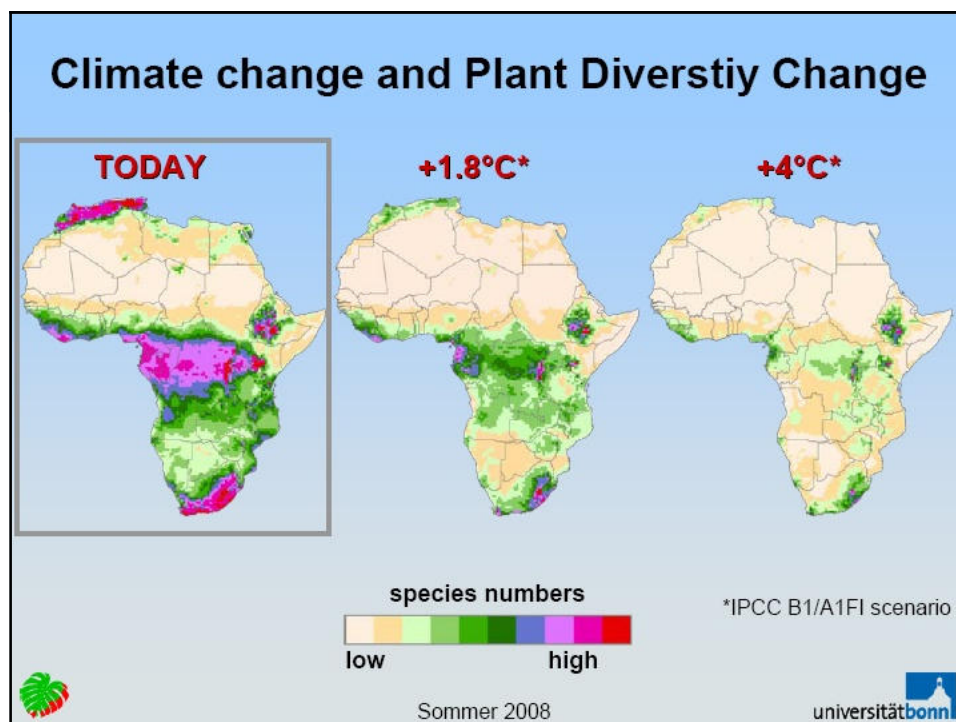 Climate change and Plant Diverstiy Change
TODAY
+1.8°C*
+4°C*
species numbers
low
high
*IPCC B1/A1FI scenario
Sommer 2008
universitätbonn